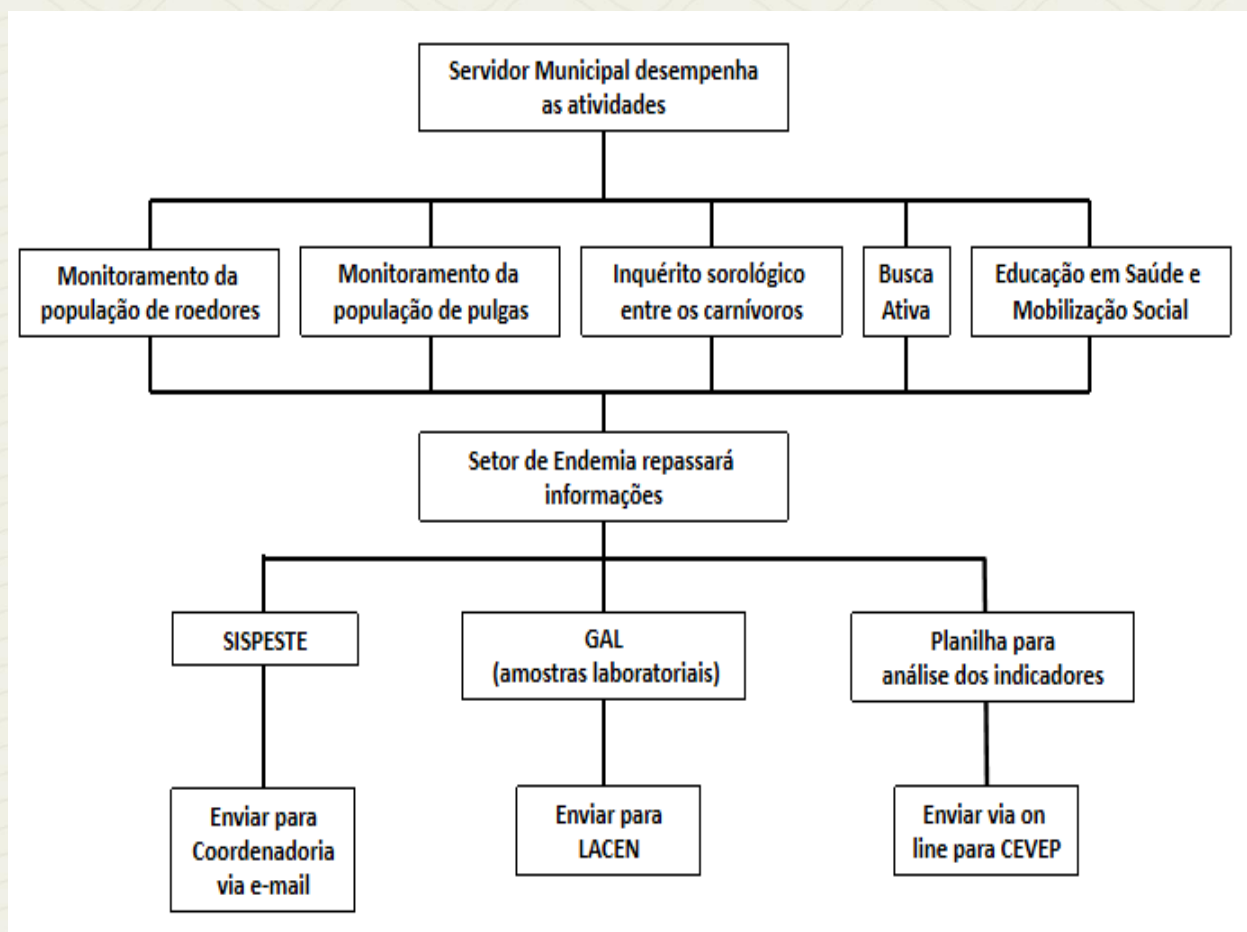 Servidor Municipal desempenha
as atividades
Monitoramento da
população de roedores
Monitoramento da
população de pulgas
Inquérito sorológico
entre os carnívoros
Busca
Ativa
Educação em Saúde e
Mobilização Social
Setor de Endemia repassará
informações
SISPESTE
GAL
(amostras laboratoriais)
Planilha para
análise dos indicadores
Enviar para
Coordenadoria
via e-mail
Enviar para
LACEN
Enviar via on
line para CEVEP